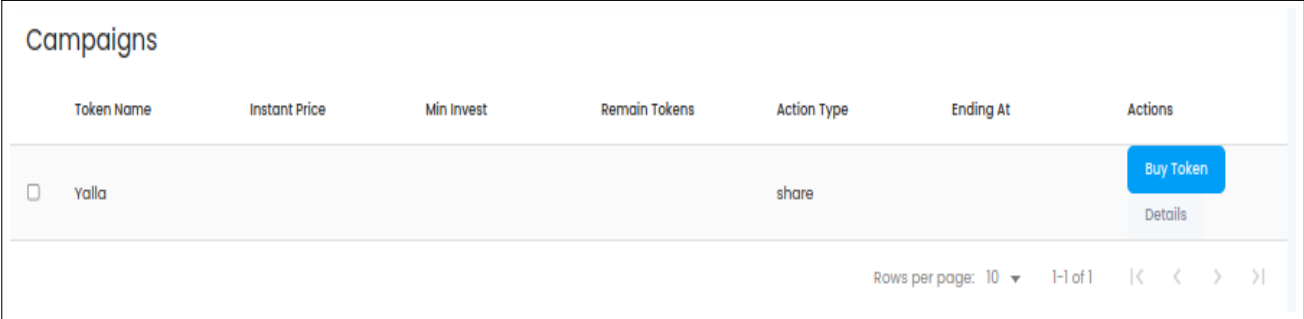 Campaigns
Token Name Instant Price Min Invest Remain Tokens Action Type Ending At Actions
Yalla share Buy Token
Details
Rows per page: 10 1-1 of 1